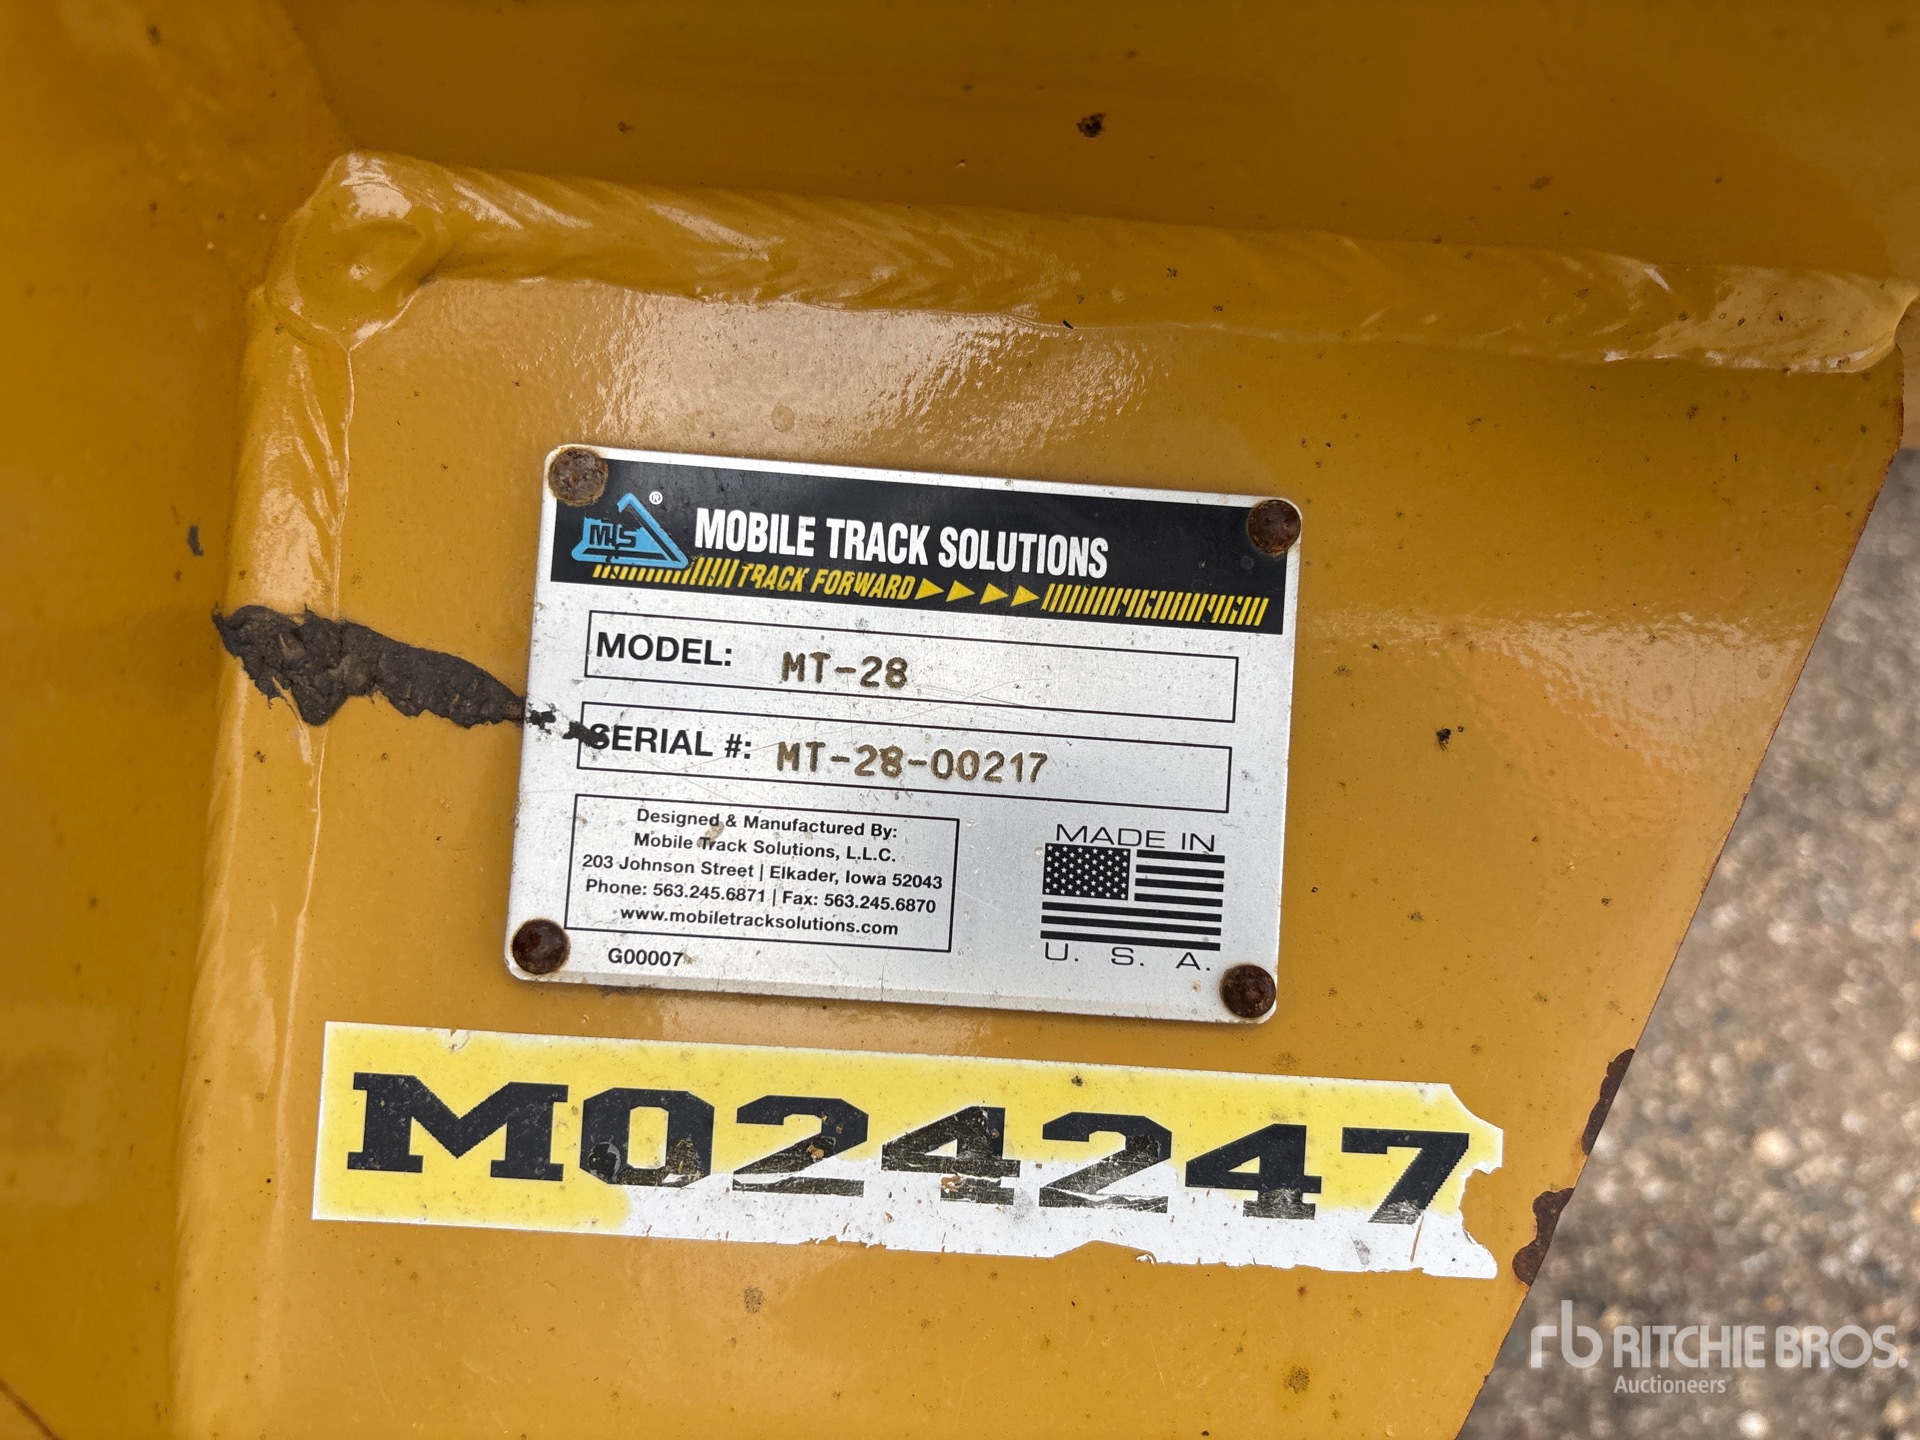 MTS®
MOBILE TRACK SOLUTIONS
TRACK FORWARD
MODEL: MT-28
SERIAL #: MT-28-00217
Designed & Manufactured By:
Mobile Track Solutions, L.L.C.
203 Johnson Street | Elkader, Iowa 52043
Phone: 563.245.6871 | Fax: 563.245.6870
www.mobiletracksolutions.com
G00007
MADE IN
U. S. A.
M024247
rb RITCHIE BROS.
Auctioneers